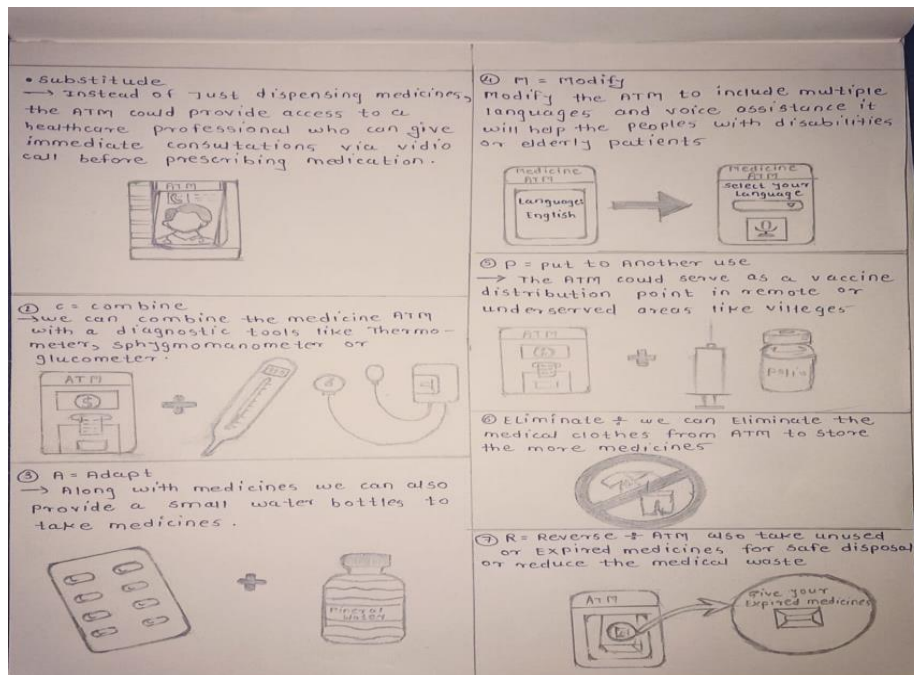 • Substitude
→ Instead of Just dispensing medicines,
the ATM could provide access to a
healthcare professional who can give
immediate consultations via vidio
call before prescribing medication.
ATM
② C = Combine
→ we can combine the medicine ATM
with a diagnostic tools like Thermo-
meter, Sphygmomanometer or
glucometer.
ATM
$
③ A = Adapt
→ Along with medicines we can also
Provide a small water bottles to
take medicines.
Mineral
Water
④ M = Modify
Modify the ATM to include multiple
languages and voice assistance it
will help the peoples with disabilities
or elderly patients
Medicine
ATM
Languages
English
Medicine
ATM
Select your
Language
⑤ P = put to Another use
→ The ATM could serve as a vaccine
distribution point in remote or
underserved areas like villeges
ATM
Polio
⑥ Eliminate ÷ we can Eliminate the
medical clothes from ATM to store
the more medicines
⑦ R = Reverse ÷ ATM also take unused
or Expired medicines for safe disposal
or reduce the medical waste
ATM
Give your
Expired medicines